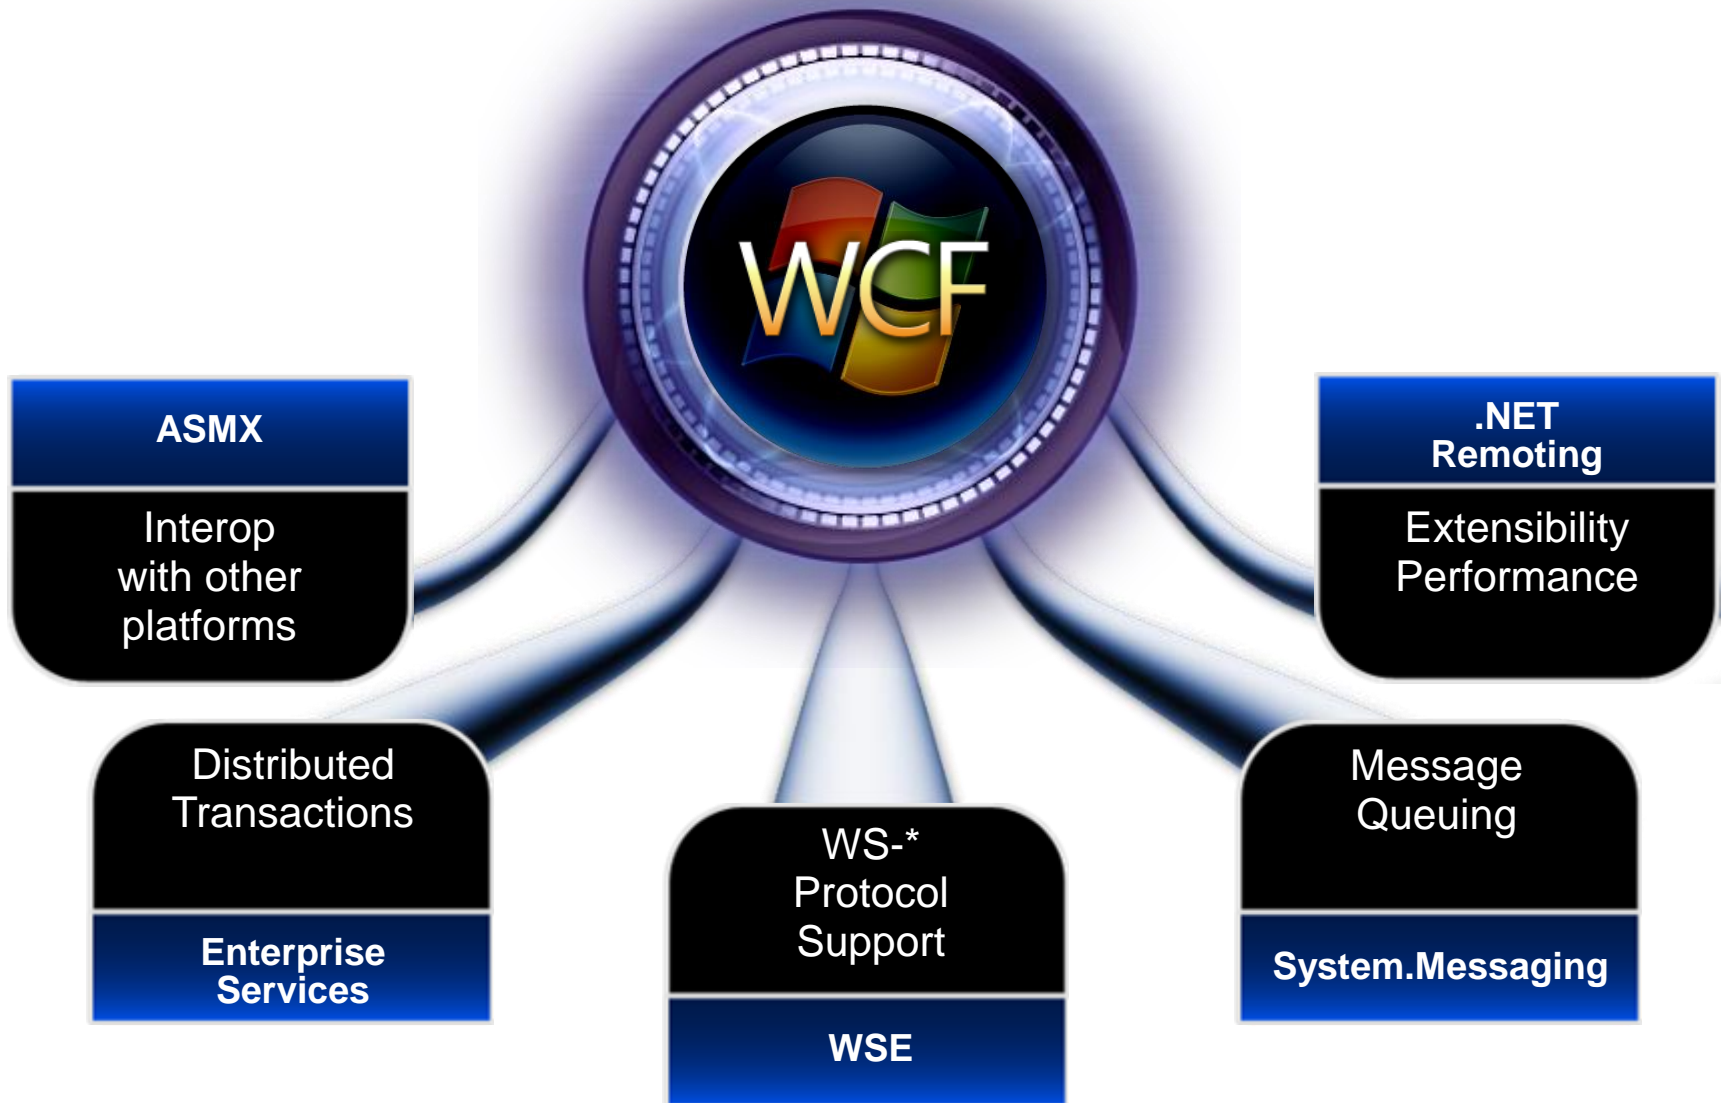 WCF
ASMX
Interop
with other
platforms
.NET
Remoting
Extensibility
Performance
Distributed
Transactions
Enterprise
Services
WS-*
Protocol
Support
WSE
Message
Queuing
System.Messaging